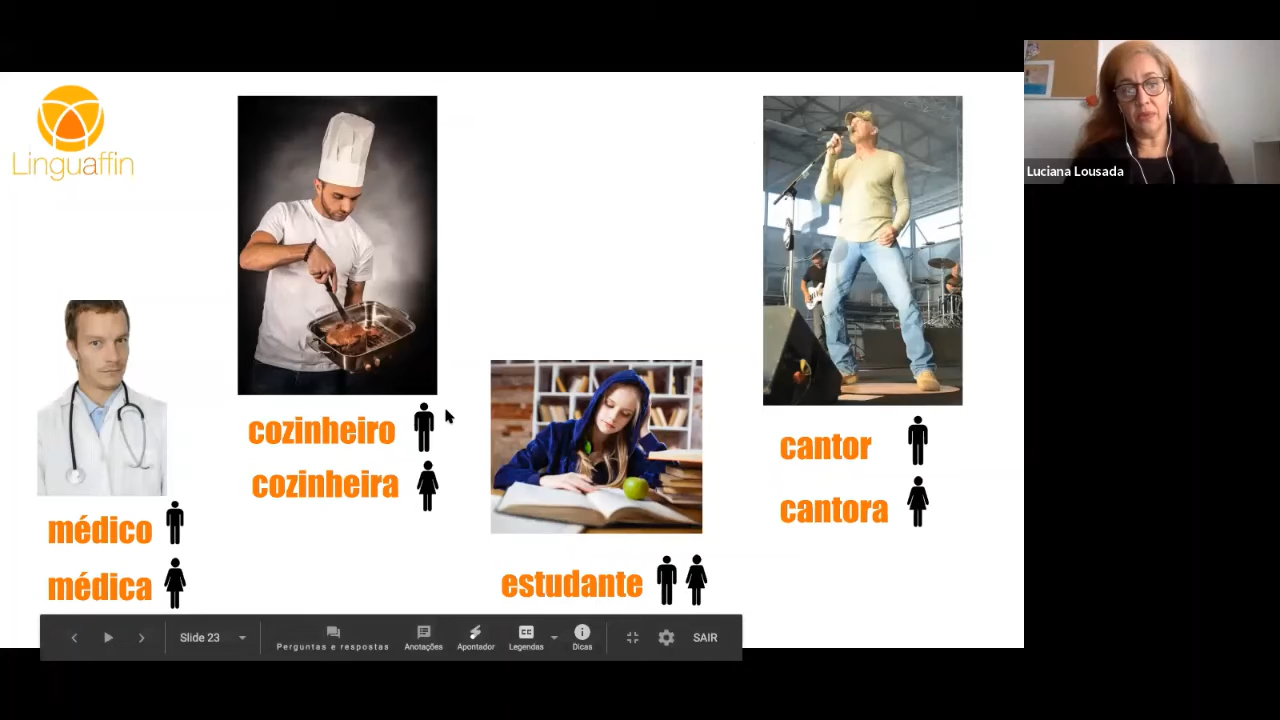 Linguaffin
Luciana Lousada
cozinheiro
cozinheira
médico
médica
estudante
cantor
cantora
Slide 23
Perguntas e respostas
Anotações
Apontador
CC
Legendas
Dicas
SAIR